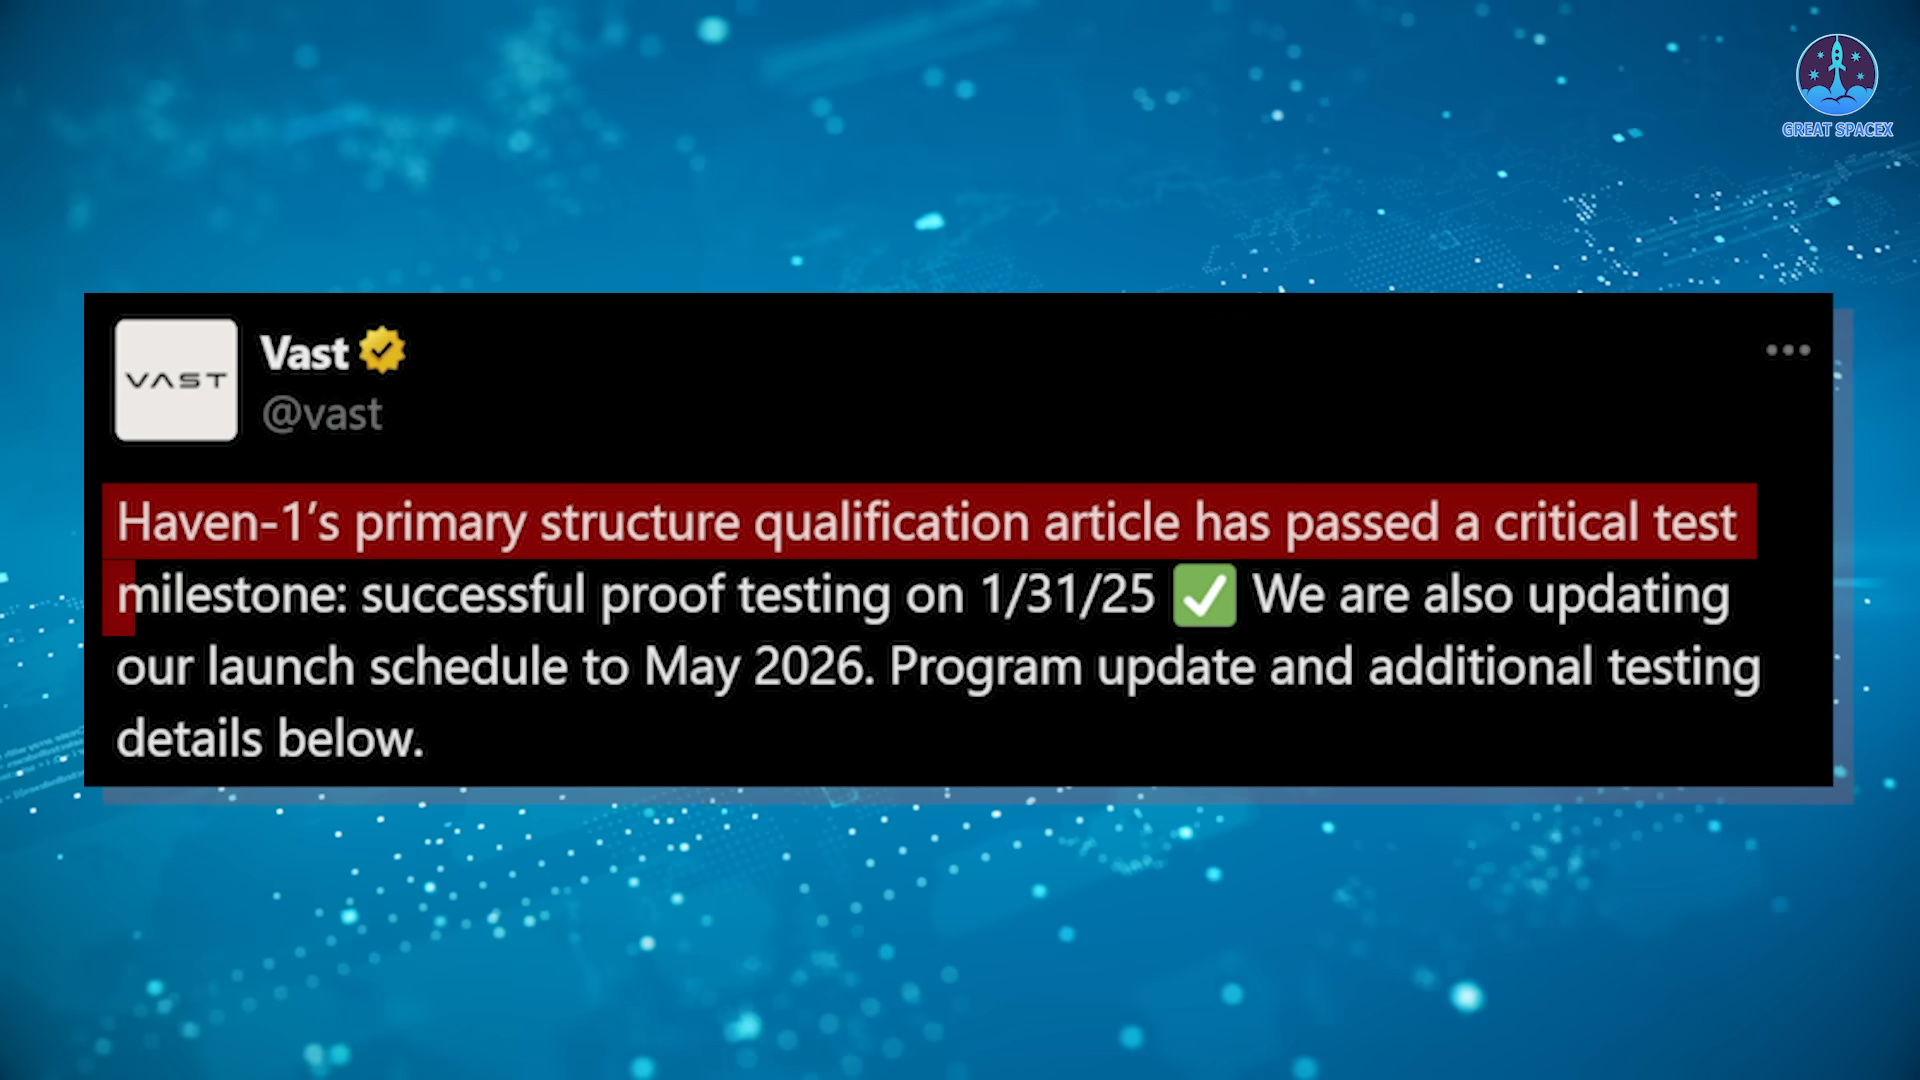 GREAT SPACEX
VAST
Vast
@vast
Haven-1’s primary structure qualification article has passed a critical test
milestone: successful proof testing on 1/31/25 ✅ We are also updating
our launch schedule to May 2026. Program update and additional testing
details below.